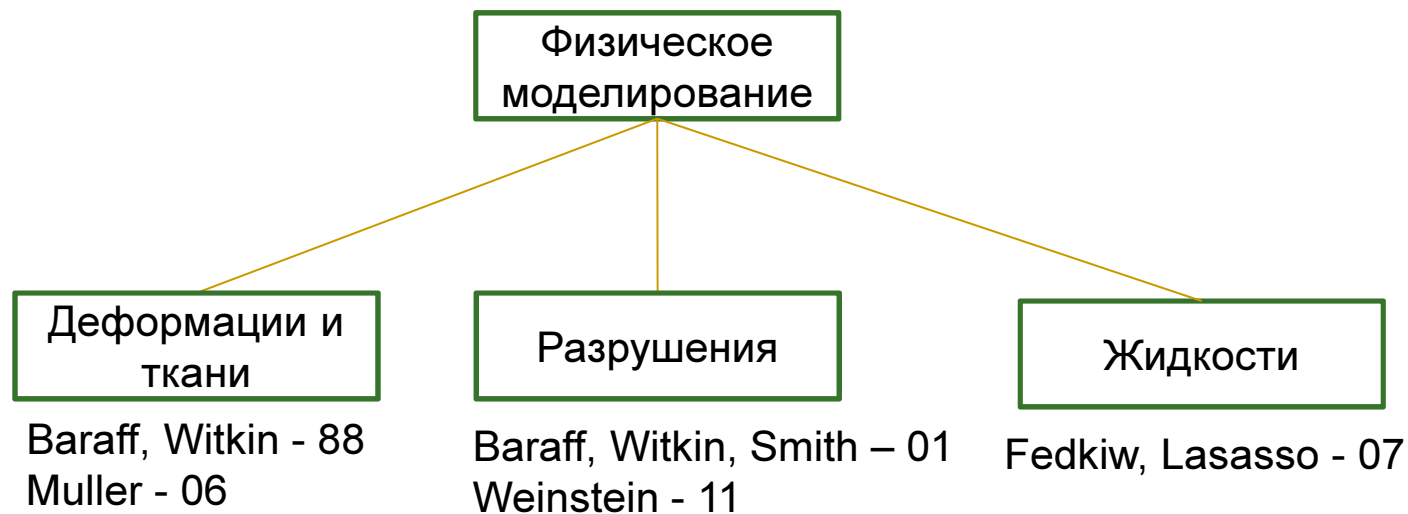 Физическое
моделирование
Деформации и
ткани
Разрушения
Жидкости
Baraff, Witkin - 88
Muller - 06
Baraff, Witkin, Smith – 01
Weinstein - 11
Fedkiw, Lasasso - 07